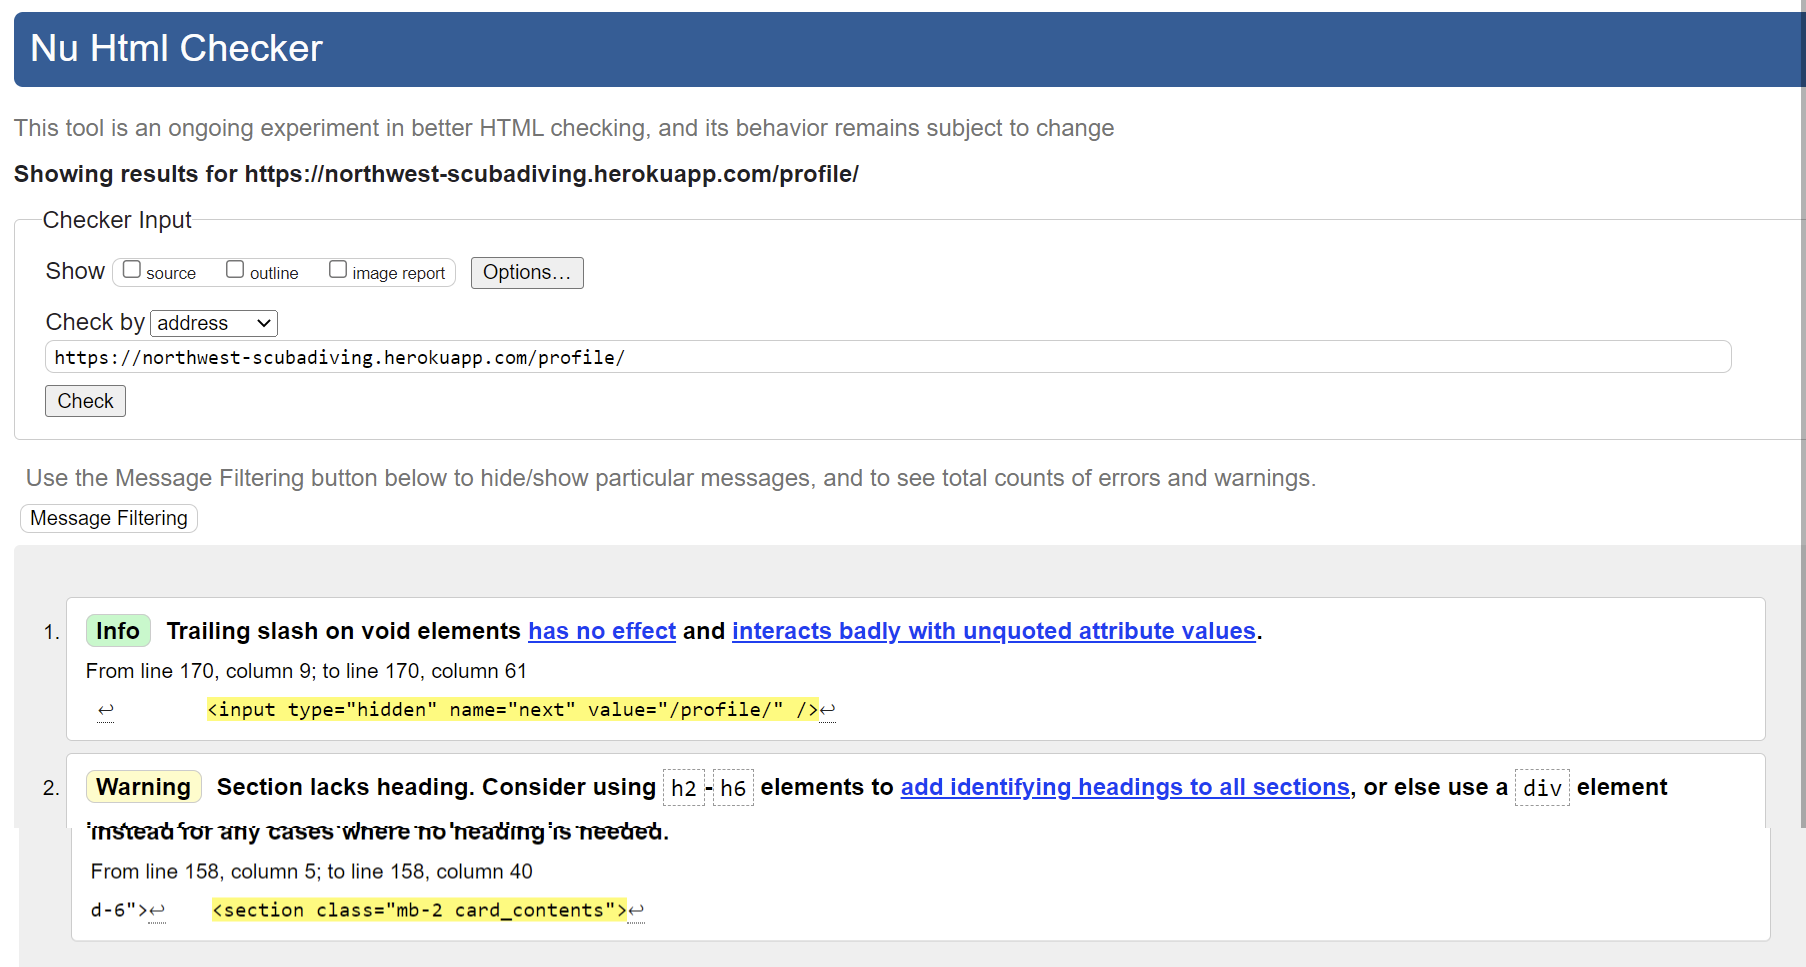 Nu Html Checker
This tool is an ongoing experiment in better HTML checking, and its behavior remains subject to change
Showing results for https://northwest-scubadiving.herokuapp.com/profile/
Checker Input
Show source outline image report Options...
Check by address
https://northwest-scubadiving.herokuapp.com/profile/
Check
Use the Message Filtering button below to hide/show particular messages, and to see total counts of errors and warnings.
Message Filtering
1. Info Trailing slash on void elements has no effect and interacts badly with unquoted attribute values.
From line 170, column 9; to line 170, column 61
↩ <input type="hidden" name="next" value="/profile/" />↩
2. Warning Section lacks heading. Consider using h2-h6 elements to add identifying headings to all sections, or else use a div element
instead for any cases where no heading is needed.
From line 158, column 5; to line 158, column 40
d-6">↩ <section class="mb-2 card_contents">↩